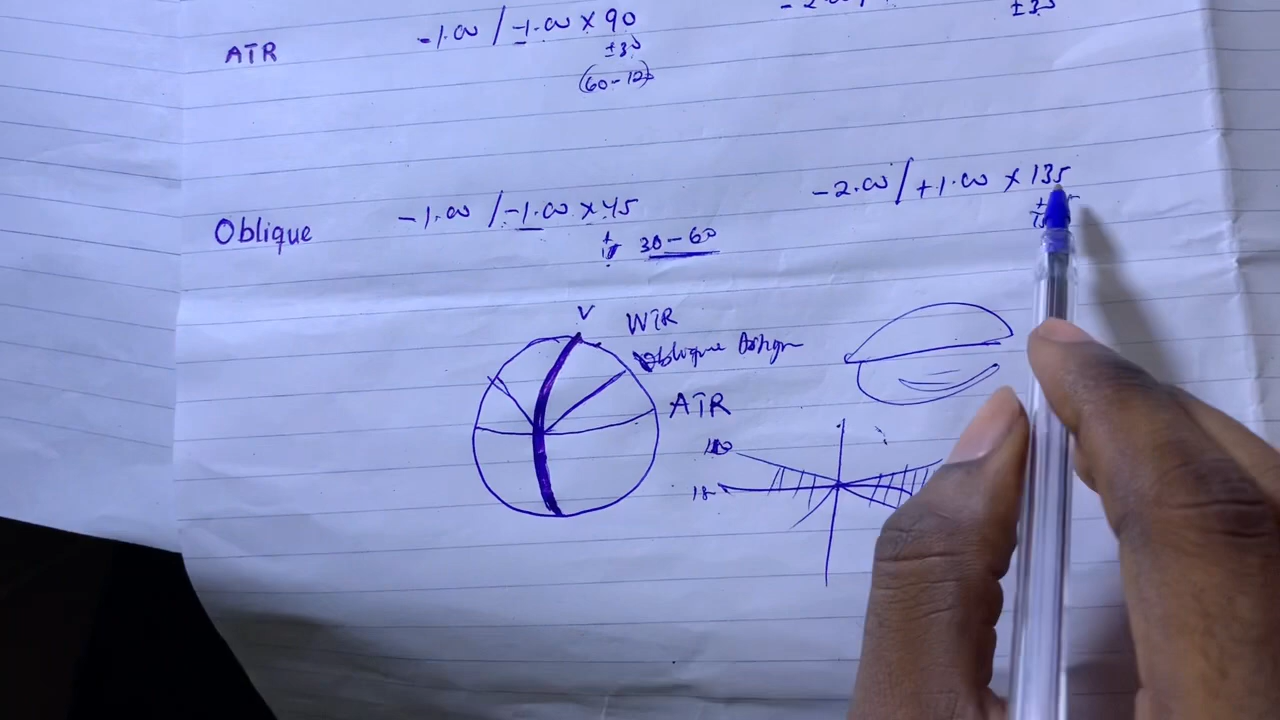 -1.00 / -1.00 × 90
±30
ATR
±30
(60-120)
-2.00 / +1.00 × 135
-1.00 / -1.00 × 45
±
30-60
Oblique
V
WTR
Oblique
ATR
180